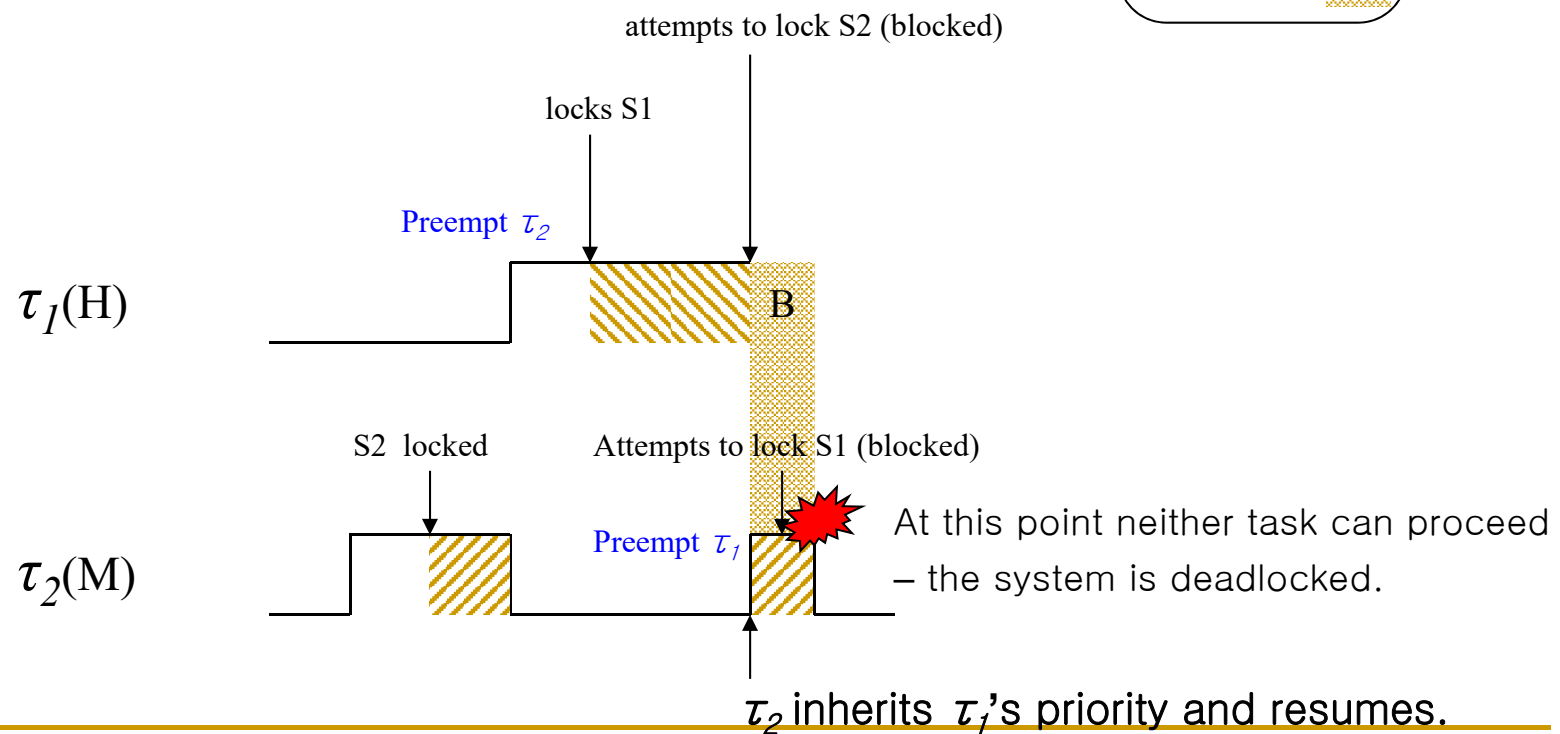 attempts to lock S2 (blocked)
locks S1
Preempt τ2
τ1(H)
B
S2 locked
Attempts to lock S1 (blocked)
Preempt τ1
At this point neither task can proceed
– the system is deadlocked.
τ2(M)
τ2 inherits τ1's priority and resumes.